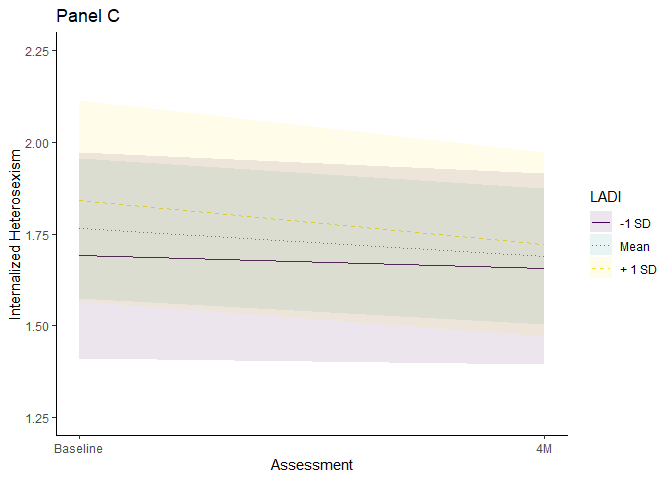 Panel C
2.25
2.00
1.75
1.50
1.25
Internalized Heterosexism
Baseline
4M
Assessment
LADI
-1 SD
Mean
+ 1 SD